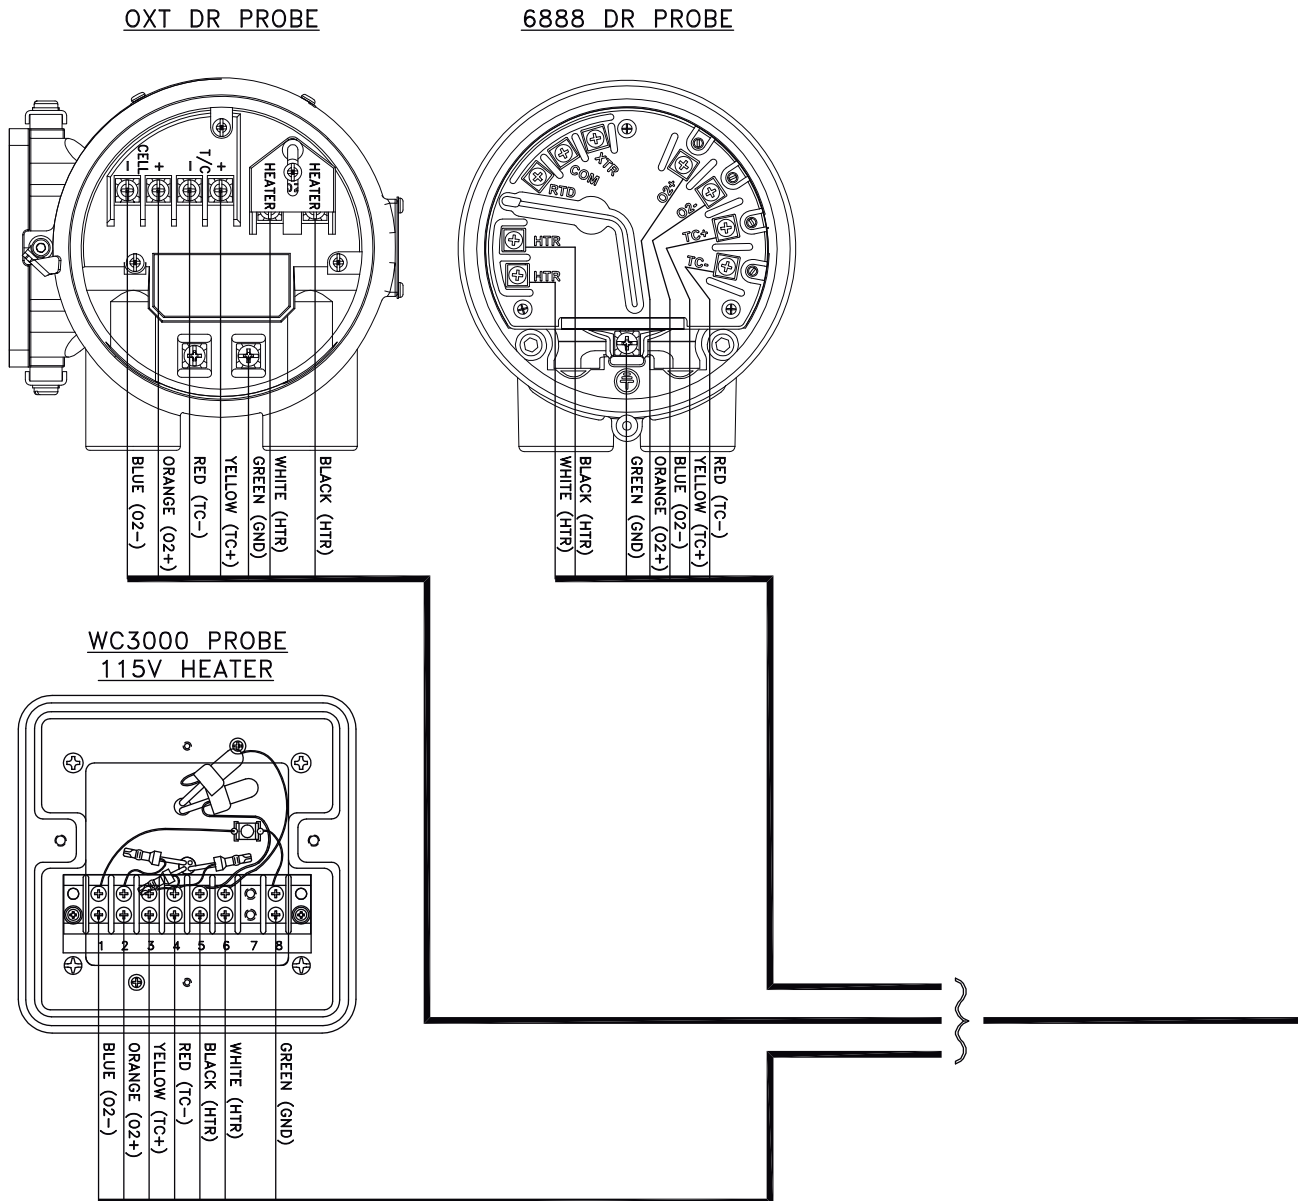 OXT DR PROBE
6888 DR PROBE
CELL
-
+
T/C
-
+
HEATER
HEATER
BLUE (O2-)
ORANGE (O2+)
RED (TC-)
YELLOW (TC+)
GREEN (GND)
WHITE (HTR)
BLACK (HTR)
XTR
COM
RTD
O2+
O2-
TC+
TC-
HTR
HTR
WHITE (HTR)
BLACK (HTR)
GREEN (GND)
ORANGE (O2+)
BLUE (O2-)
YELLOW (TC+)
RED (TC-)
WC3000 PROBE
115V HEATER
1 2 3 4 5 6 7 8
BLUE (O2-)
ORANGE (O2+)
YELLOW (TC+)
RED (TC-)
BLACK (HTR)
WHITE (HTR)
GREEN (GND)